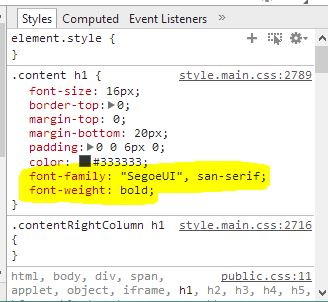 Styles Computed Event Listeners »
element.style {
}
.content h1 { style.main.css:2789
font-size: 16px;
border-top:▶0;
margin-top: 0;
margin-bottom: 20px;
padding:▶0 0 6px 0;
color: #333333;
font-family: "SegoeUI", san-serif;
font-weight: bold;
}
.contentRightColumn h1 style.main.css:2716
{
}
html, body, div, span, public.css:11
applet, object, iframe, h1, h2, h3, h4, h5,